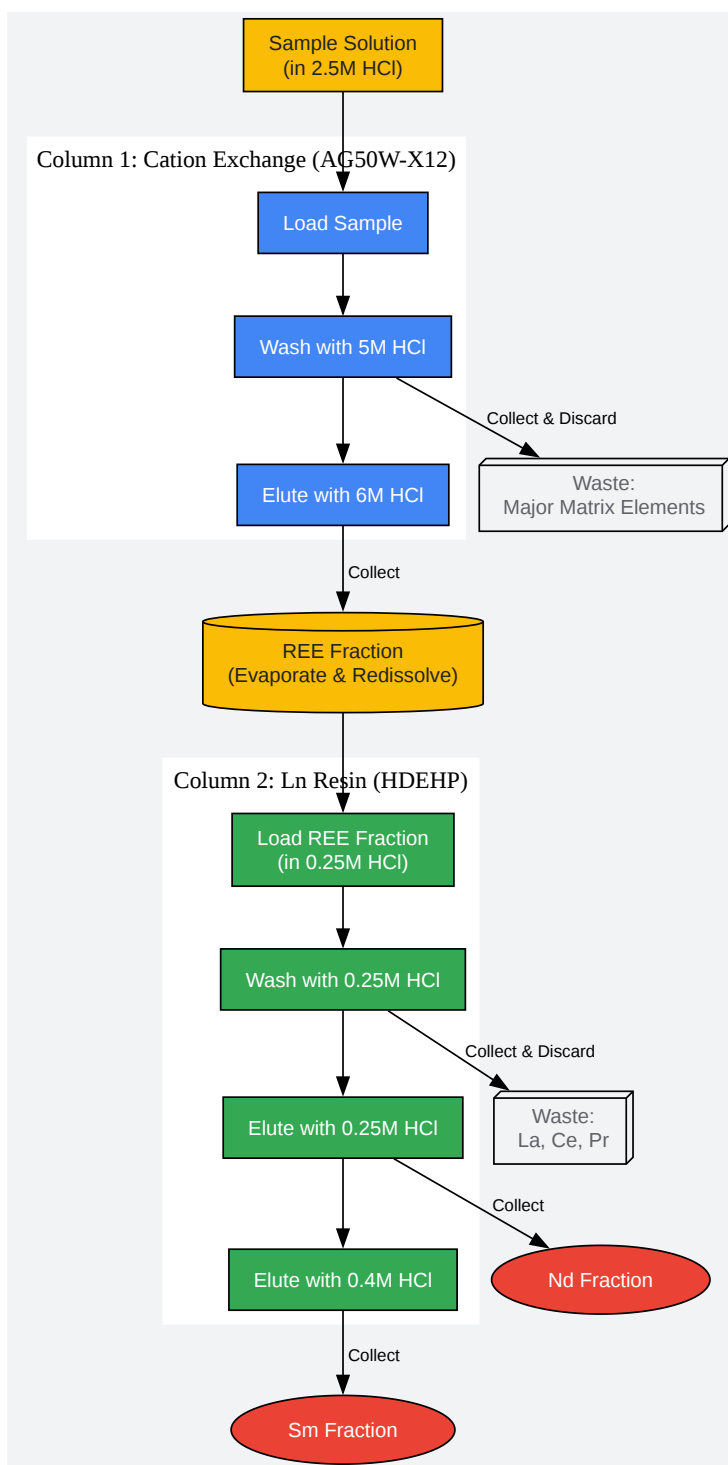 Sample Solution
(in 2.5M HCl)
Column 1: Cation Exchange (AG50W-X12)
Load Sample
Wash with 5M HCl
Collect & Discard
Elute with 6M HCl
Waste:
Major Matrix Elements
Collect
REE Fraction
(Evaporate & Redissolve)
Column 2: Ln Resin (HDEHP)
Load REE Fraction
(in 0.25M HCl)
Wash with 0.25M HCl
Collect & Discard
Elute with 0.25M HCl
Waste:
La, Ce, Pr
Collect
Elute with 0.4M HCl
Nd Fraction
Collect
Sm Fraction